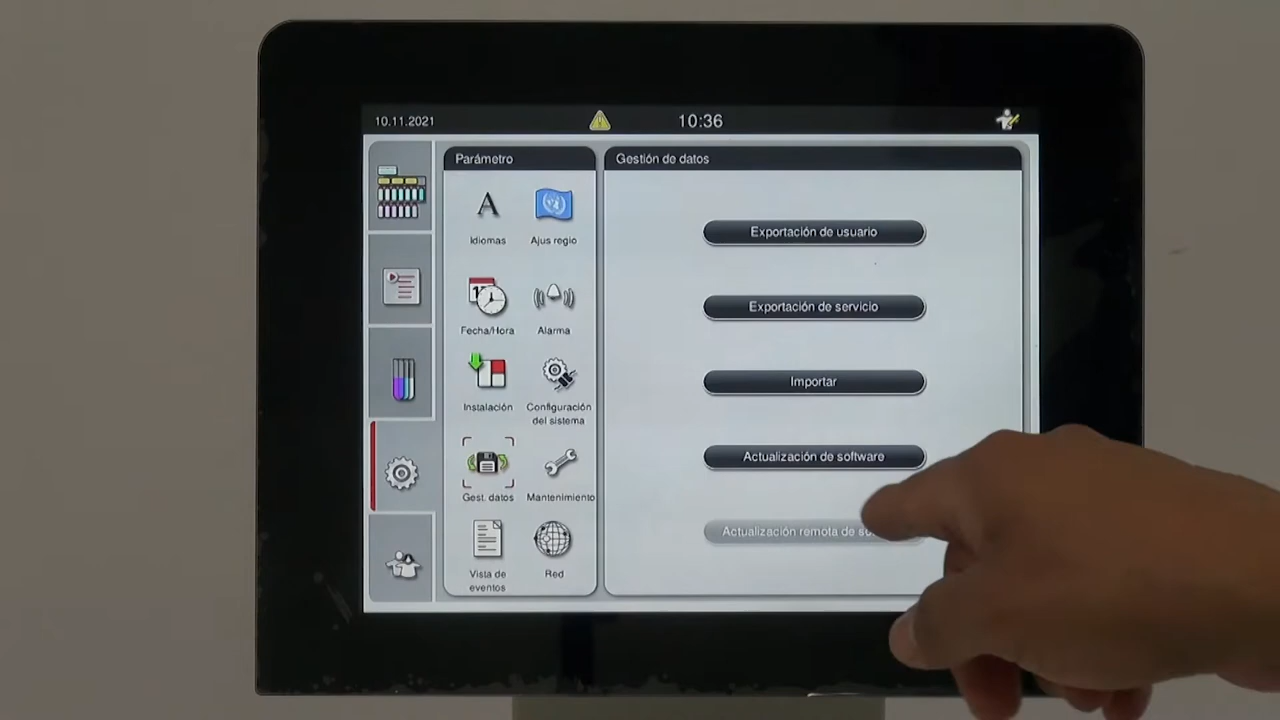 10.11.2021
10:36
Parámetro
Idiomas
Ajus regio
Fecha/Hora
Alarma
Instalación
Configuración
del sistema
Gest. datos
Mantenimiento
Vista de
eventos
Red
Gestión de datos
Exportación de usuario
Exportación de servicio
Importar
Actualización de software
Actualización remota de